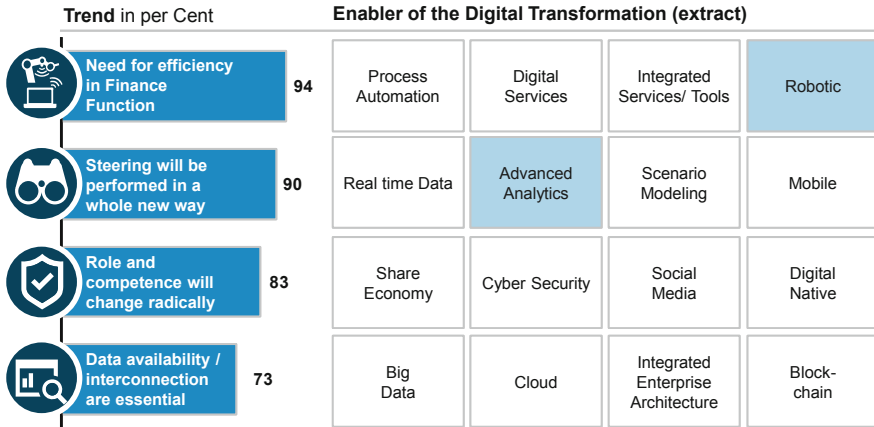 Trend in per Cent
Enabler of the Digital Transformation (extract)
Need for efficiency
in Finance
Function
94
Process
Automation
Digital
Services
Integrated
Services/ Tools
Robotic
Steering will be
performed in a
whole new way
90
Real time Data
Advanced
Analytics
Scenario
Modeling
Mobile
Role and
competence will
change radically
83
Share
Economy
Cyber Security
Social
Media
Digital
Native
Data availability /
interconnection
are essential
73
Big
Data
Cloud
Integrated
Enterprise
Architecture
Block-
chain